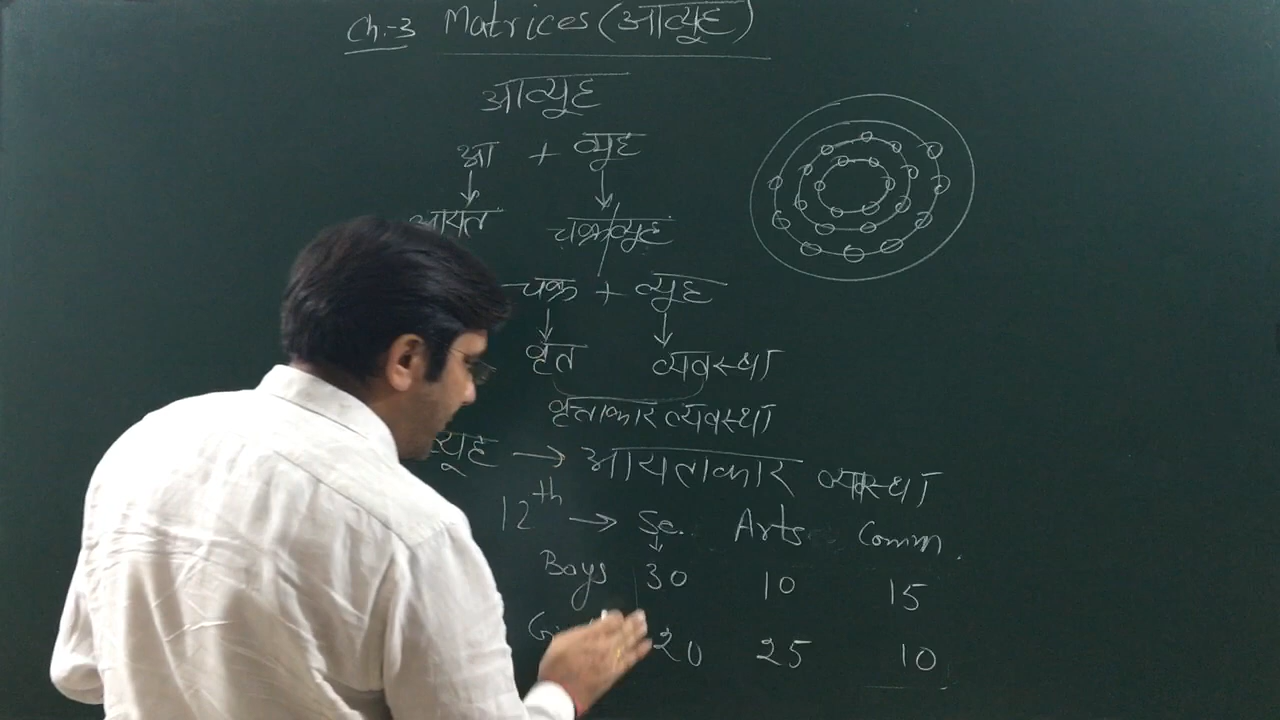 Ch.-3 Matrices (आव्यूह)
आव्यूह
आ + व्यूह
आयत चक्रव्यूह
चक्र + व्यूह
वृत व्यवस्था
वृत्ताकार व्यवस्था
व्यूह → आयताकार व्यवस्था
12th → Sc. Arts Comm.
Boys 30 10 15
20 25 10